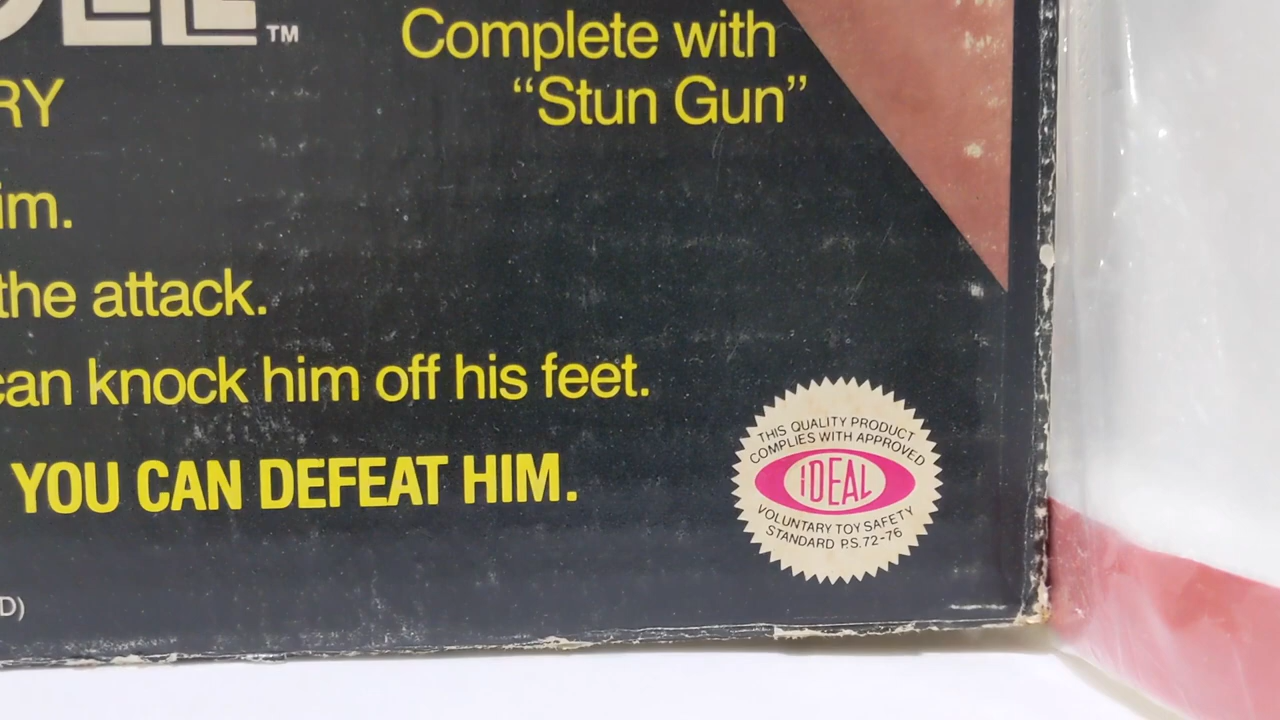 TM
Complete with
“Stun Gun”
RY
im.
the attack.
can knock him off his feet.
YOU CAN DEFEAT HIM.
THIS QUALITY PRODUCT
COMPLIES WITH APPROVED
iDEAL
VOLUNTARY TOY SAFETY
STANDARD P.S. 72-76
D)